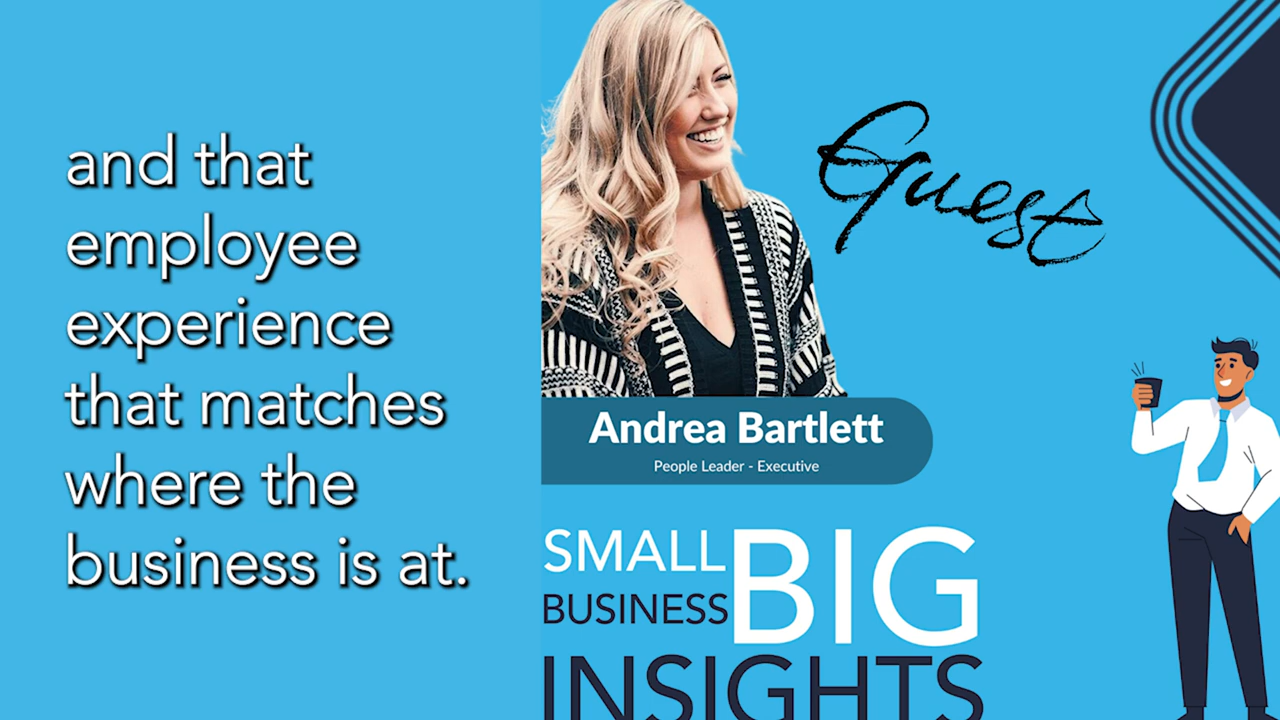 and that
employee
experience
that matches
where the
business is at.
Guest
Andrea Bartlett
People Leader - Executive
SMALL
BUSINESS
BIG
INSIGHTS